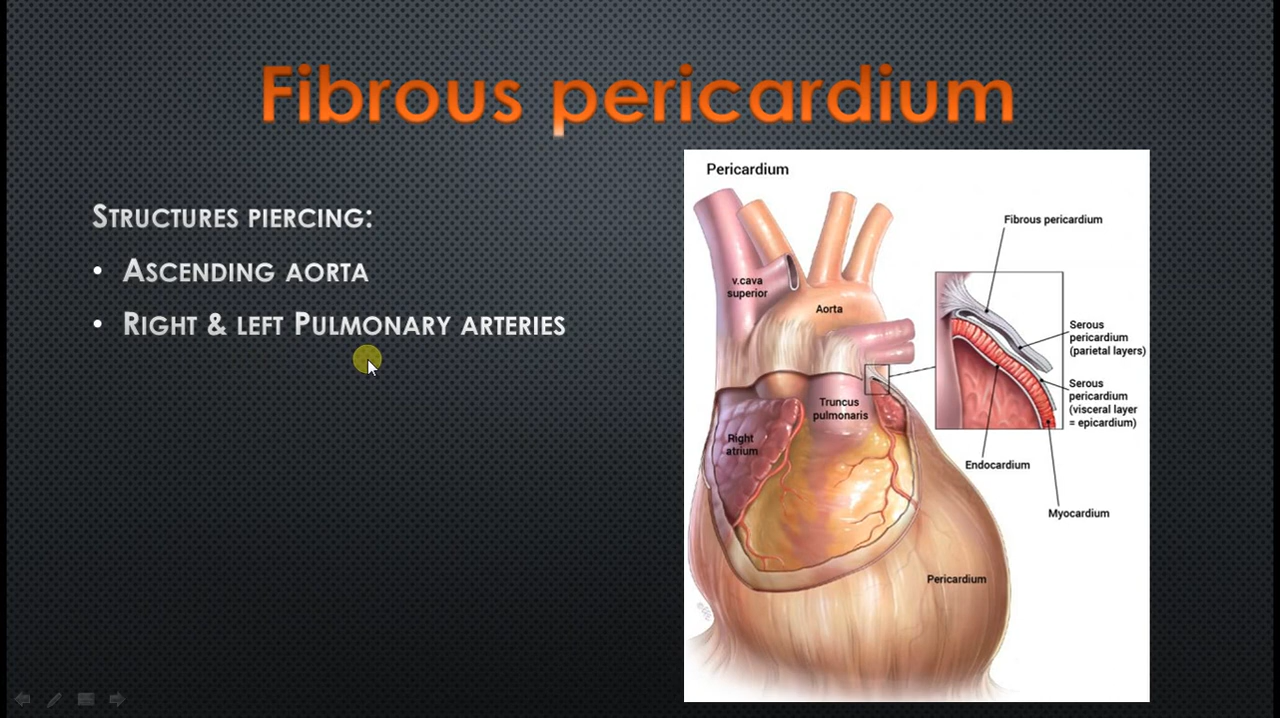 Fibrous pericardium
STRUCTURES PIERCING:
• ASCENDING AORTA
• RIGHT & LEFT PULMONARY ARTERIES
Pericardium
Fibrous pericardium
v.cava
superior
Aorta
Serous
pericardium
(parietal layers)
Serous
pericardium
(visceral layer
= epicardium)
Truncus
pulmonaris
Right
atrium
Endocardium
Myocardium
Pericardium